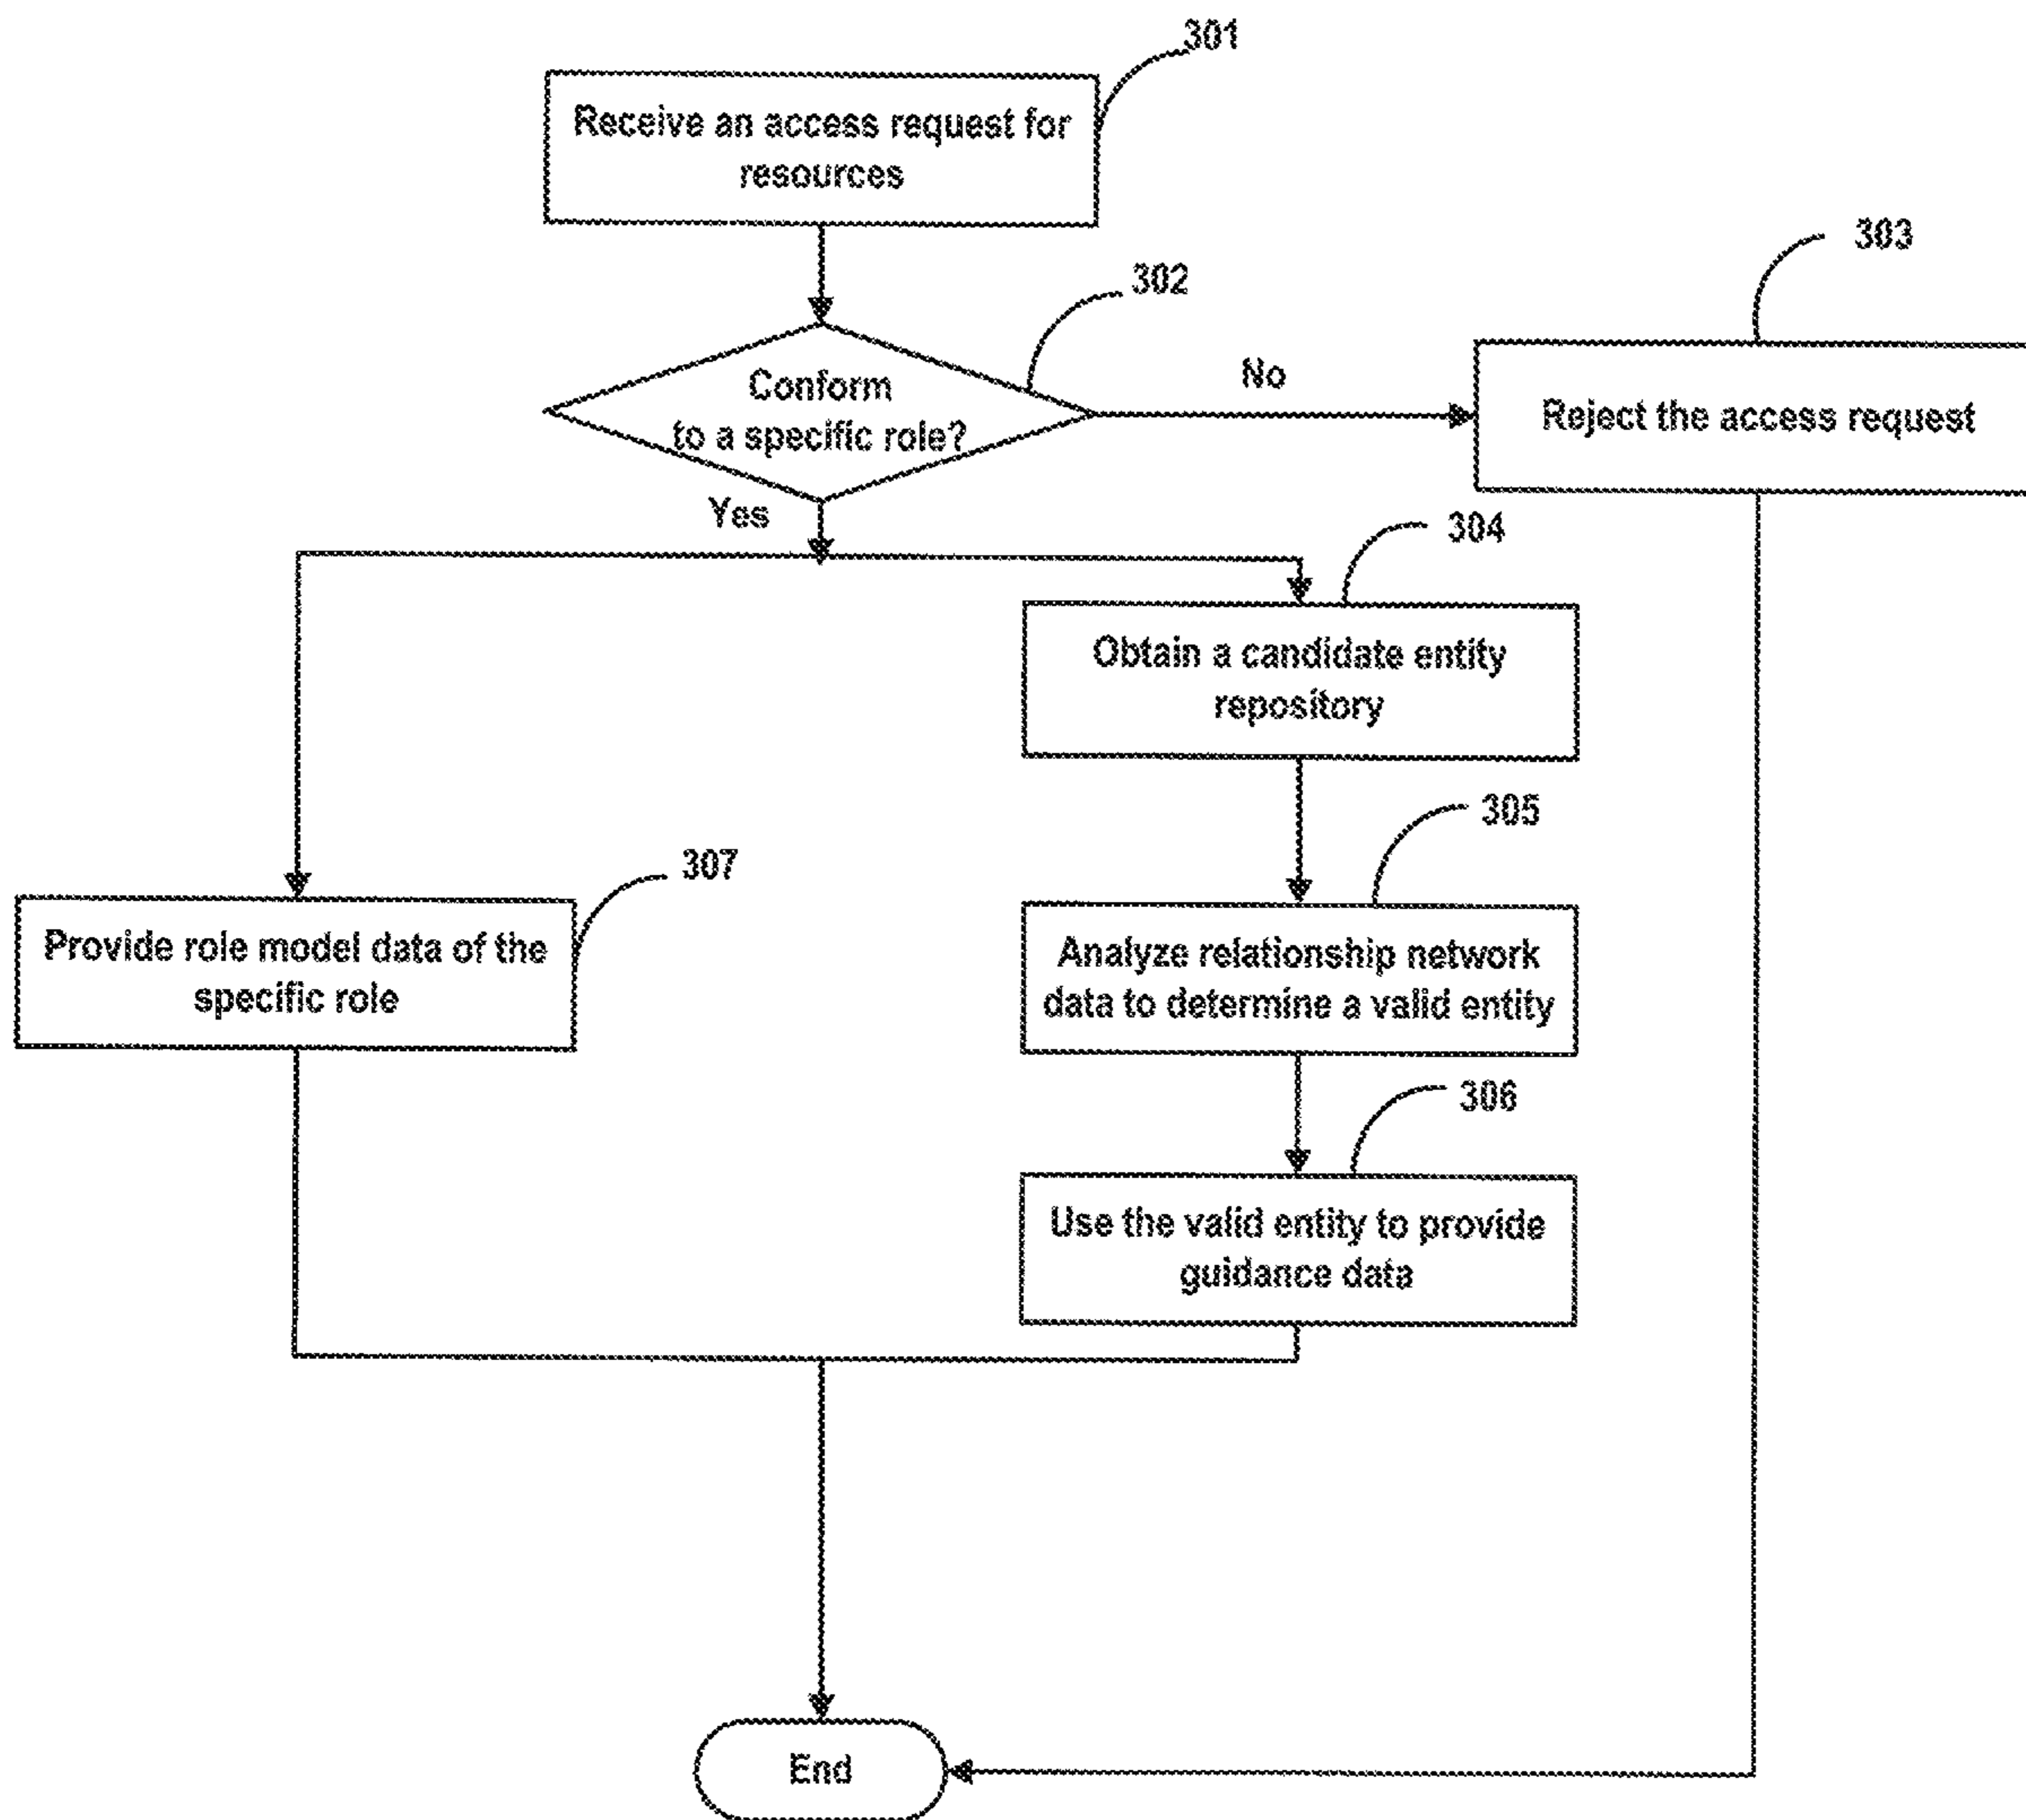 301
Receive an access request for
resources
302
Conform
to a specific role?
No
303
Reject the access request
Yes
304
Obtain a candidate entity
repository
305
Analyze relationship network
data to determine a valid entity
307
Provide role model data of the
specific role
306
Use the valid entity to provide
guidance data
End